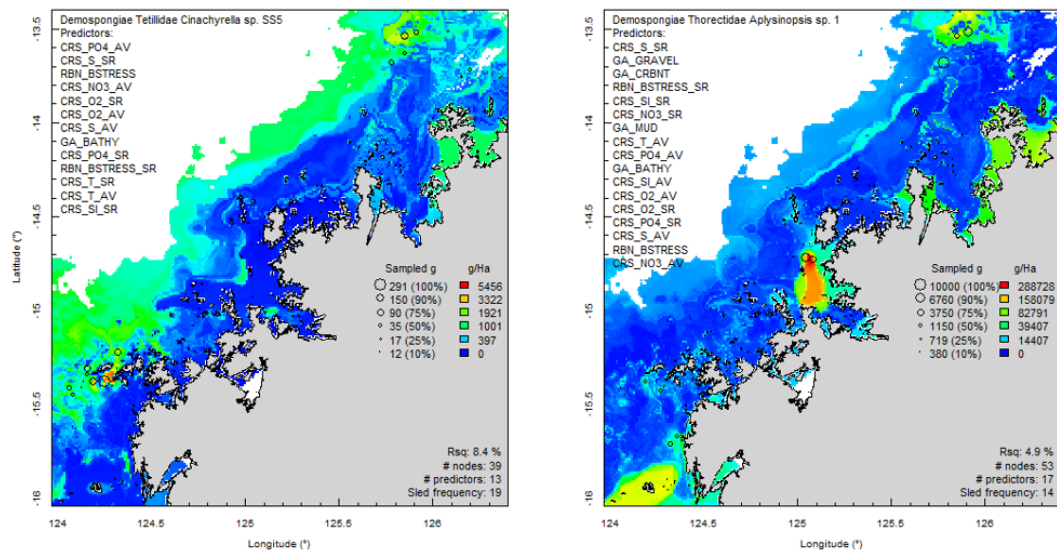 Demospongiae Tetillidae Cinachyrella sp. SS5
Predictors:
CRS_PO4_AV
CRS_S_SR
RBN_BSTRESS
CRS_NO3_AV
CRS_O2_SR
CRS_O2_AV
CRS_S_AV
GA_BATHY
CRS_PO4_SR
RBN_BSTRESS_SR
CRS_T_SR
CRS_T_AV
CRS_SI_SR
Sampled g g/Ha
291 (100%) 5456
150 (90%) 3322
90 (75%) 1921
35 (50%) 1001
17 (25%) 397
12 (10%) 0
Rsq: 8.4 %
# nodes: 39
# predictors: 13
Sled frequency: 19
-13.5
-14
-14.5
-15
-15.5
-16
Latitude (°)
124 124.5 125 125.5 126
Longitude (°)
Demospongiae Thorectidae Aplysinopsis sp. 1
Predictors:
CRS_S_SR
GA_GRAVEL
GA_CRBNT
RBN_BSTRESS_SR
CRS_SI_SR
CRS_NO3_SR
GA_MUD
CRS_T_AV
CRS_PO4_AV
GA_BATHY
CRS_SI_AV
CRS_O2_AV
CRS_O2_SR
CRS_PO4_SR
CRS_S_AV
RBN_BSTRESS
CRS_NO3_AV
Sampled g g/Ha
10000 (100%) 288728
6760 (90%) 158079
3750 (75%) 82791
1150 (50%) 39407
719 (25%) 14407
380 (10%) 0
Rsq: 4.9 %
# nodes: 53
# predictors: 17
Sled frequency: 14
-13.5
-14
-14.5
-15
-15.5
-16
124 124.5 125 125.5 126
Longitude (°)